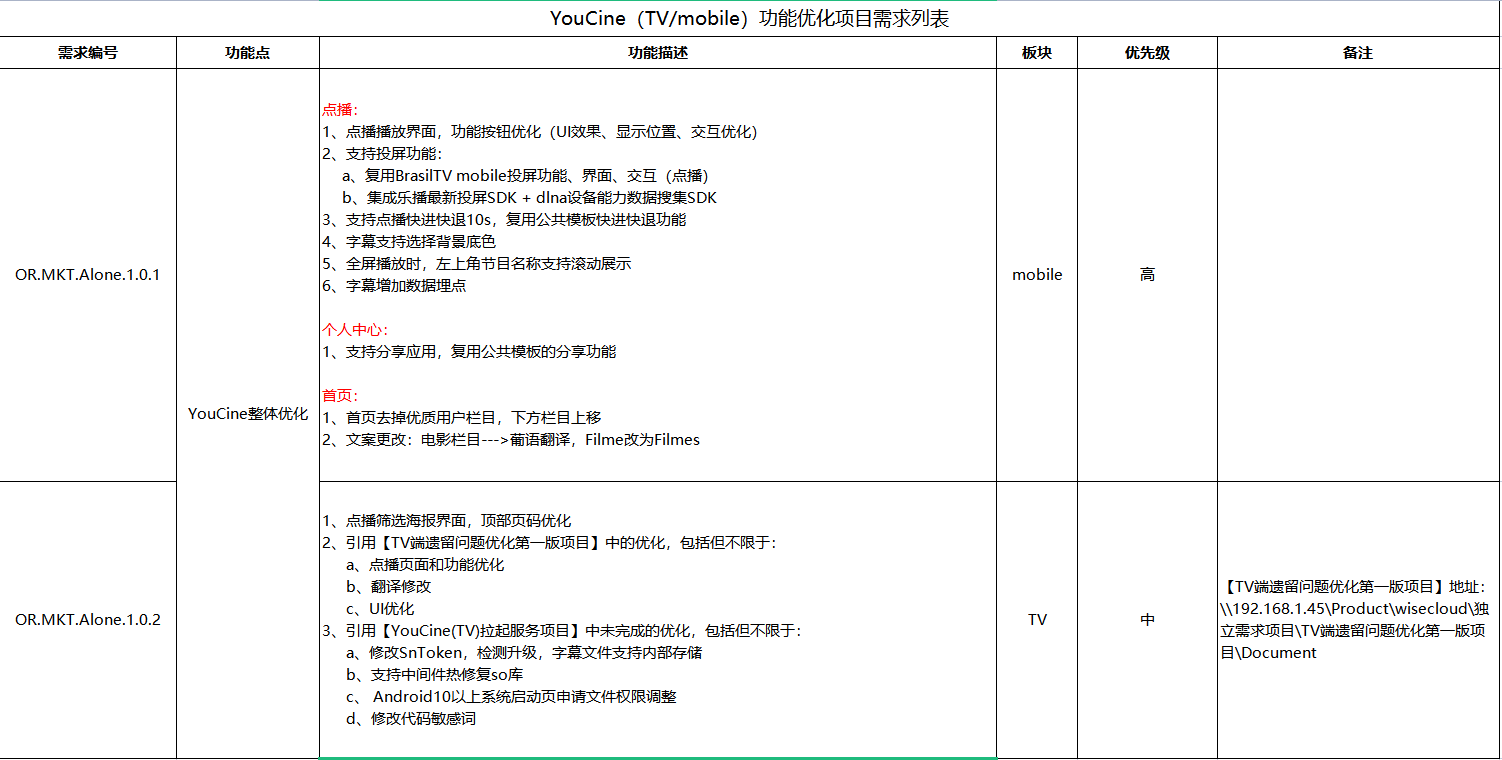 YouCine（TV/mobile）功能优化项目需求列表
需求编号 功能点 功能描述 板块 优先级 备注
OR.MKT.Alone.1.0.1
YouCine整体优化
点播：
1、点播播放界面，功能按钮优化（UI效果、显示位置、交互优化）
2、支持投屏功能：
a、复用BrasilTV mobile投屏功能、界面、交互（点播）
b、集成乐播最新投屏SDK + dlna设备能力数据搜集SDK
3、支持点播快进快退10s，复用公共模板快进快退功能
4、字幕支持选择背景底色
5、全屏播放时，左上角节目名称支持滚动展示
6、字幕增加数据埋点
个人中心：
1、支持分享应用，复用公共模板的分享功能
首页：
1、首页去掉优质用户栏目，下方栏目上移
2、文案更改：电影栏目--->葡语翻译，Filme改为Filmes
mobile
高
OR.MKT.Alone.1.0.2
1、点播筛选海报界面，顶部页码优化
2、引用【TV端遗留问题优化第一版项目】中的优化，包括但不限于：
a、点播页面和功能优化
b、翻译修改
c、UI优化
3、引用【YouCine(TV)拉起服务项目】中未完成的优化，包括但不限于：
a、修改SnToken，检测升级，字幕文件支持内部存储
b、支持中间件热修复so库
c、 Android10以上系统启动页申请文件权限调整
d、修改代码敏感词
TV
中
【TV端遗留问题优化第一版项目】地址：
\\192.168.1.45\Product\wisecloud\独
立需求项目\TV端遗留问题优化第一版项
目\Document